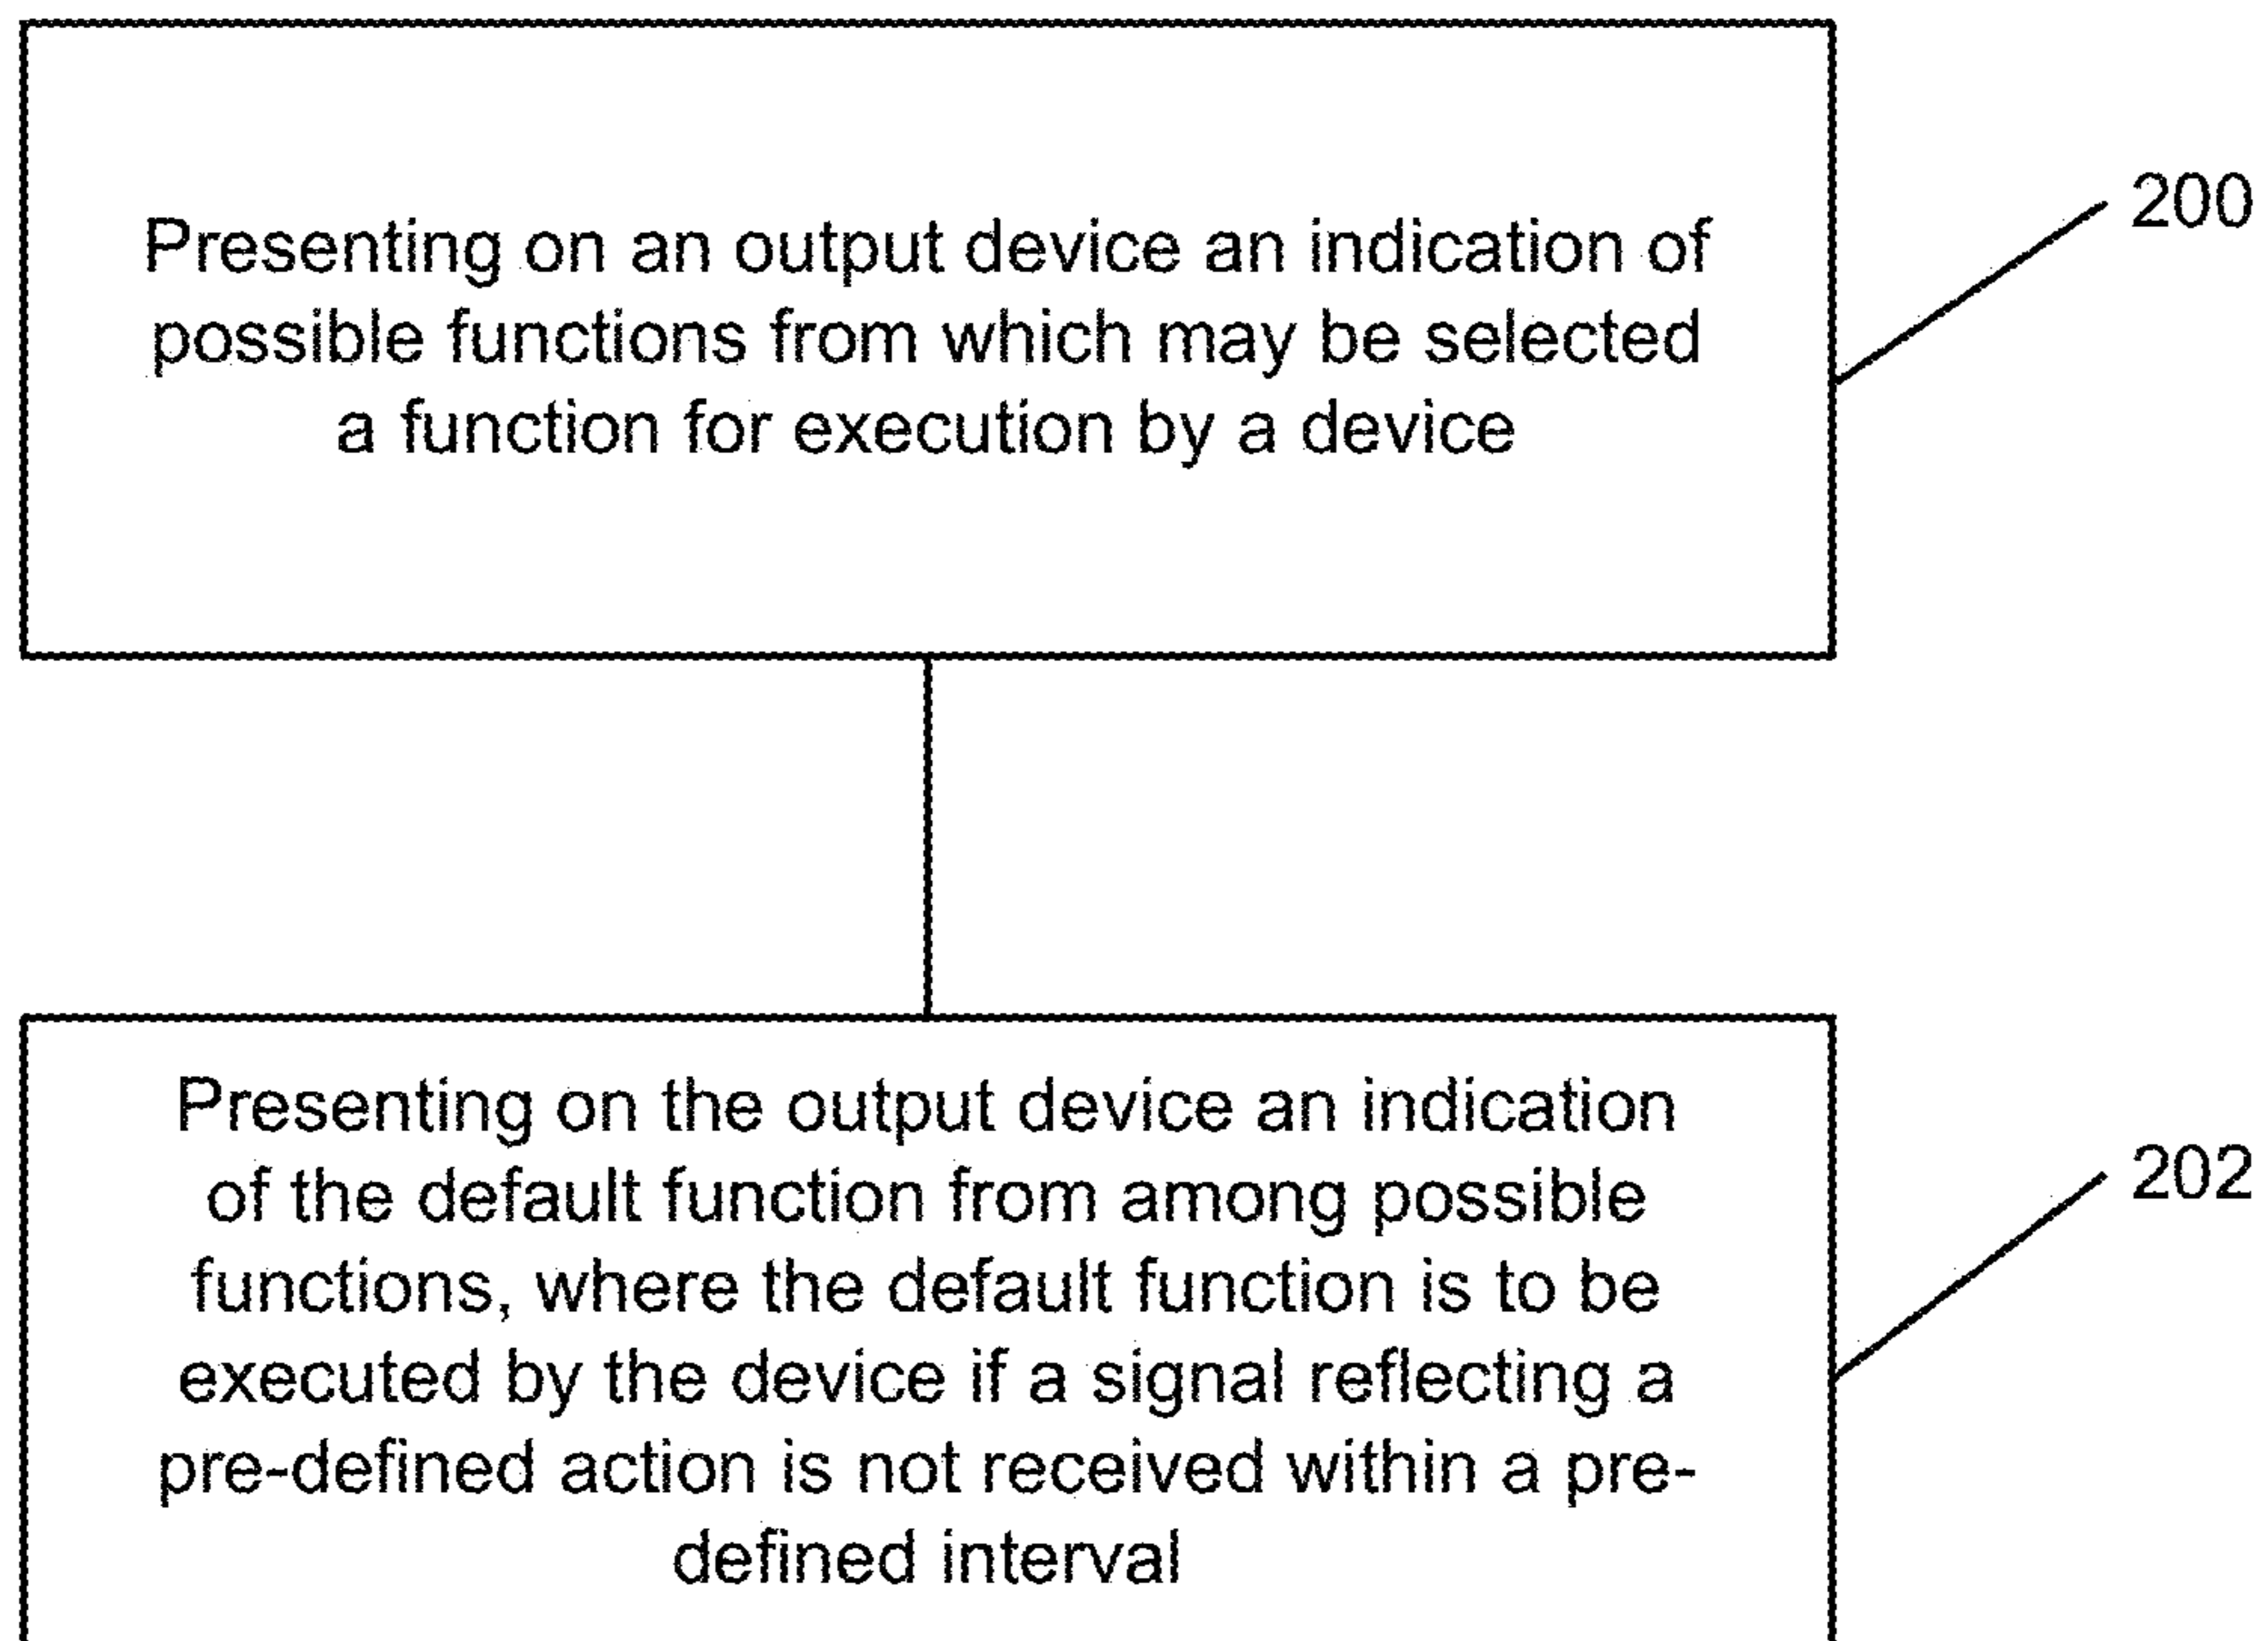 Presenting on an output device an indication of
possible functions from which may be selected
a function for execution by a device
200
Presenting on the output device an indication
of the default function from among possible
functions, where the default function is to be
executed by the device if a signal reflecting a
pre-defined action is not received within a pre-
defined interval
202